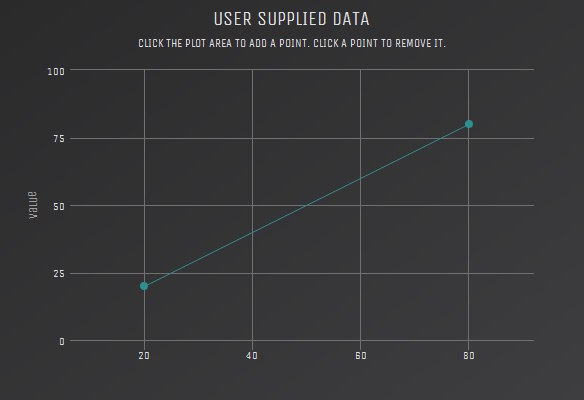 USER SUPPLIED DATA
CLICK THE PLOT AREA TO ADD A POINT. CLICK A POINT TO REMOVE IT.
100
75
Value
50
25
0
20 40 60 80